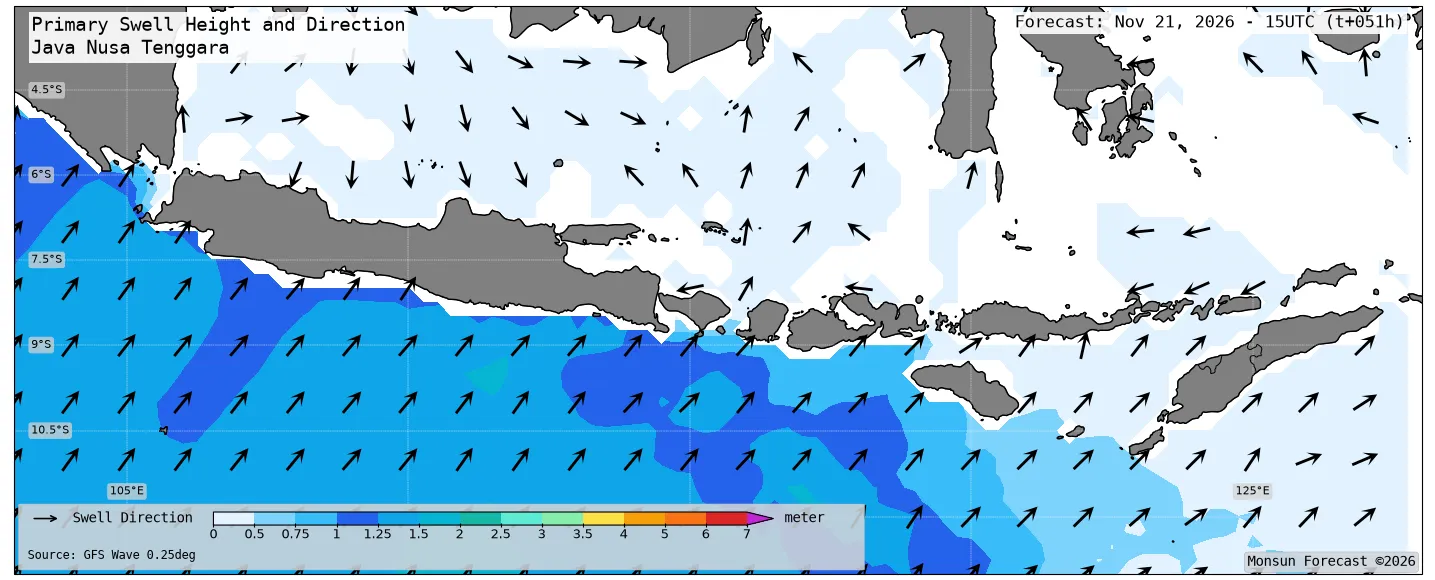 Primary Swell Height and Direction
Java Nusa Tenggara
Forecast: Nov 21, 2026 - 15UTC (t+051h)
4.5°S
6°S
7.5°S
9°S
10.5°S
105°E
125°E
Swell Direction
meter
0 0.5 0.75 1 1.25 1.5 2 2.5 3 3.5 4 5 6 7
Source: GFS Wave 0.25deg
Monsun Forecast ©2026